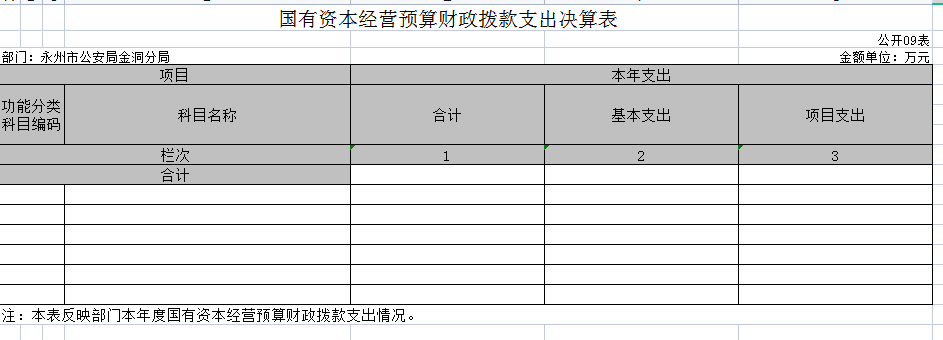 国有资本经营预算财政拨款支出决算表
公开09表
部门：永州市公安局金洞分局 金额单位：万元
项目 本年支出
功能分类科目编码 科目名称 合计 基本支出 项目支出
栏次 1 2 3
合计
注：本表反映部门本年度国有资本经营预算财政拨款支出情况。